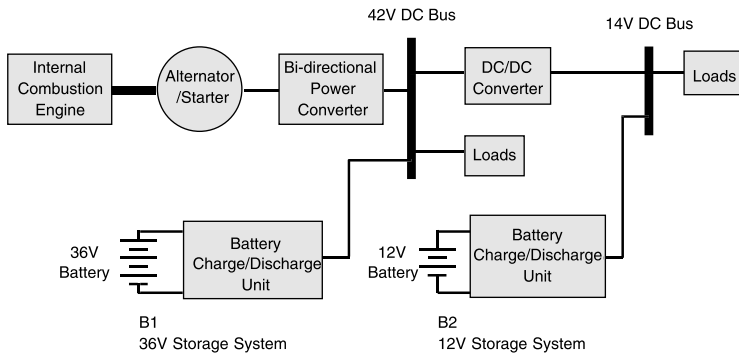 42V DC Bus
14V DC Bus
Internal
Combustion
Engine
Alternator
/Starter
Bi-directional
Power
Converter
DC/DC
Converter
Loads
Loads
36V
Battery
Battery
Charge/Discharge
Unit
12V
Battery
Battery
Charge/Discharge
Unit
B1
36V Storage System
B2
12V Storage System